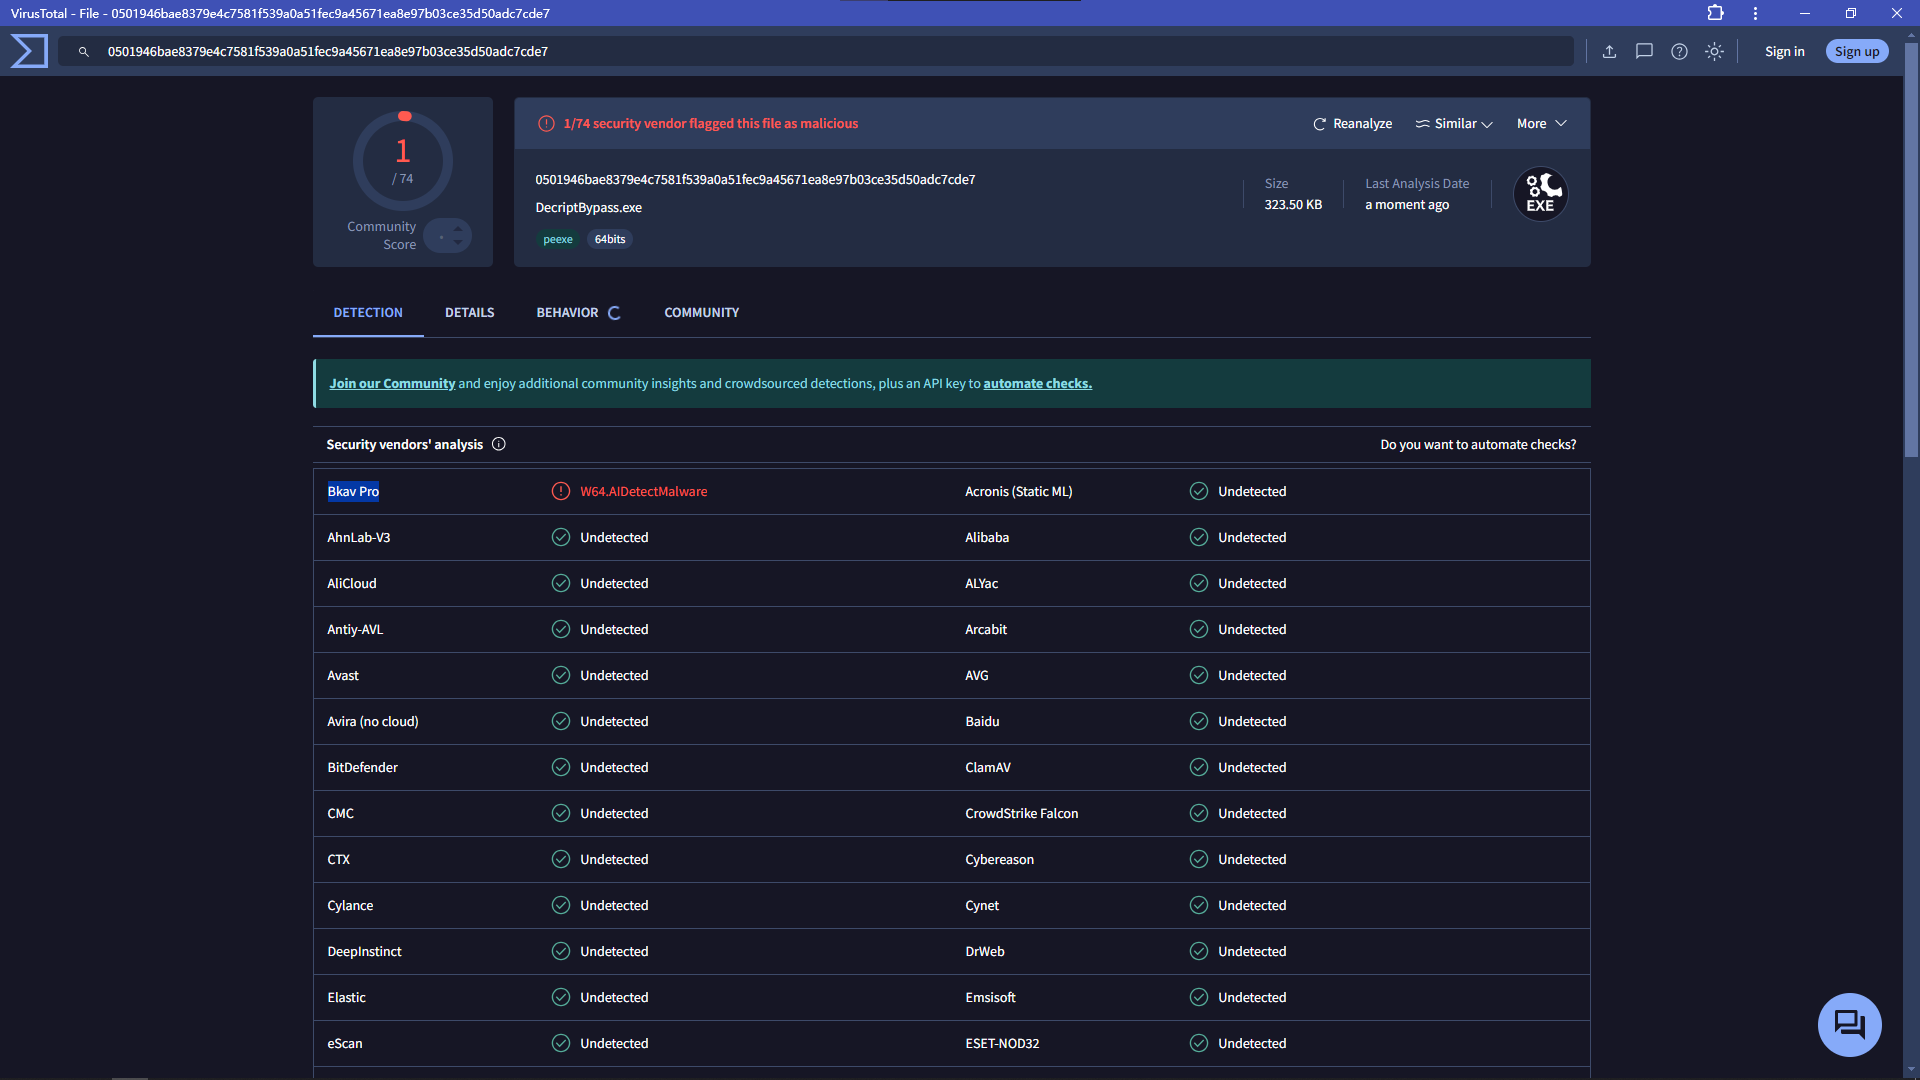 VirusTotal - File - 0501946bae8379e4c7581f539a0a51fec9a45671ea8e97b03ce35d50adc7cde7
0501946bae8379e4c7581f539a0a51fec9a45671ea8e97b03ce35d50adc7cde7
Sign in
Sign up
1
/ 74
Community
Score
1/74 security vendor flagged this file as malicious
Reanalyze
Similar
More
0501946bae8379e4c7581f539a0a51fec9a45671ea8e97b03ce35d50adc7cde7
DecriptBypass.exe
peexe
64bits
Size
323.50 KB
Last Analysis Date
a moment ago
EXE
DETECTION
DETAILS
BEHAVIOR
COMMUNITY
Join our Community and enjoy additional community insights and crowdsourced detections, plus an API key to automate checks.
Security vendors' analysis
Do you want to automate checks?
Bkav Pro W64.AIDetectMalware Acronis (Static ML) Undetected
AhnLab-V3 Undetected Alibaba Undetected
AliCloud Undetected ALYac Undetected
Antiy-AVL Undetected Arcabit Undetected
Avast Undetected AVG Undetected
Avira (no cloud) Undetected Baidu Undetected
BitDefender Undetected ClamAV Undetected
CMC Undetected CrowdStrike Falcon Undetected
CTX Undetected Cybereason Undetected
Cylance Undetected Cynet Undetected
DeepInstinct Undetected DrWeb Undetected
Elastic Undetected Emsisoft Undetected
eScan Undetected ESET-NOD32 Undetected